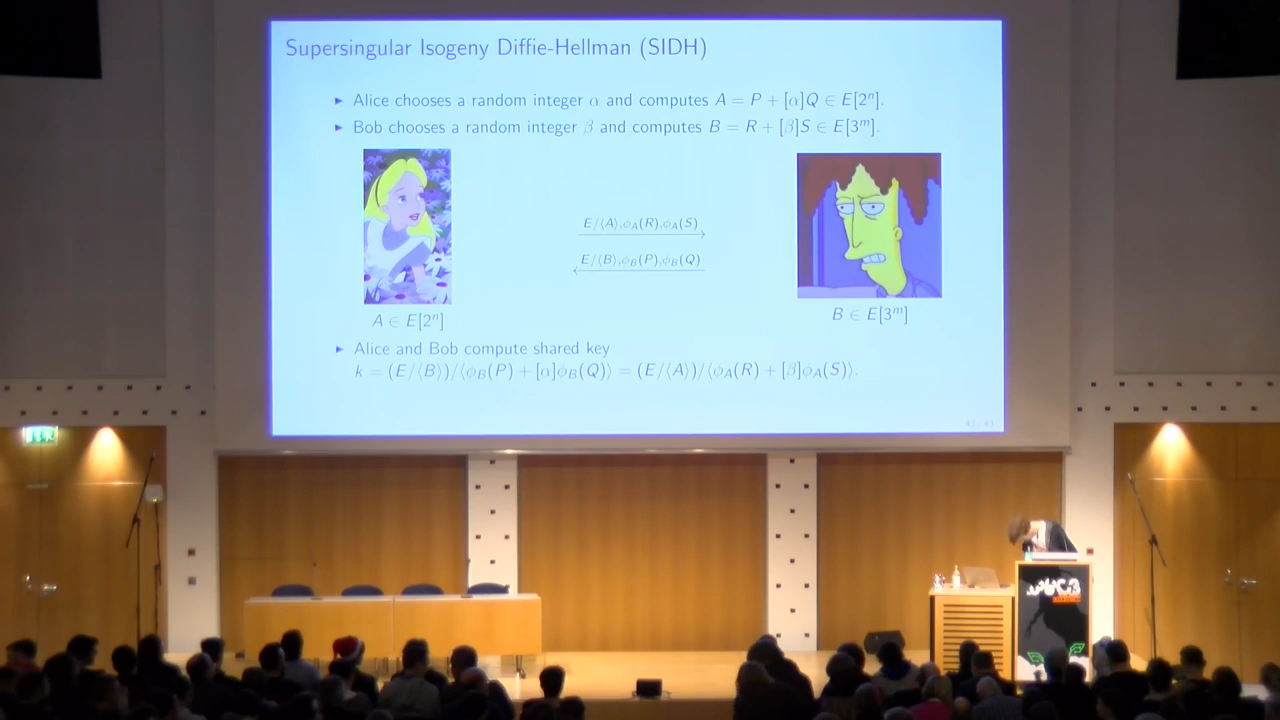 Supersingular Isogeny Diffie-Hellman (SIDH)
▶ Alice chooses a random integer α and computes A = P + [α]Q ∈ E[2ⁿ].
▶ Bob chooses a random integer β and computes B = R + [β]S ∈ E[3ᵐ].
E/⟨A⟩,ϕ_A(R),ϕ_A(S)
E/⟨B⟩,ϕ_B(P),ϕ_B(Q)
A ∈ E[2ⁿ]
B ∈ E[3ᵐ]
▶ Alice and Bob compute shared key
k = (E/⟨B⟩)/⟨ϕ_B(P) + [α]ϕ_B(Q)⟩ = (E/⟨A⟩)/⟨ϕ_A(R) + [β]ϕ_A(S)⟩.